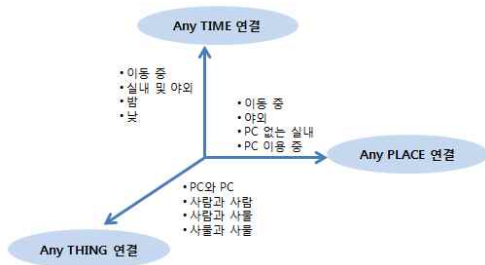 Any TIME 연결
• 이동 중
• 실내 및 야외
• 밤
• 낮
• 이동 중
• 야외
• PC 없는 실내
• PC 이용 중
Any PLACE 연결
• PC와 PC
• 사람과 사람
• 사람과 사물
• 사물과 사물
Any THING 연결